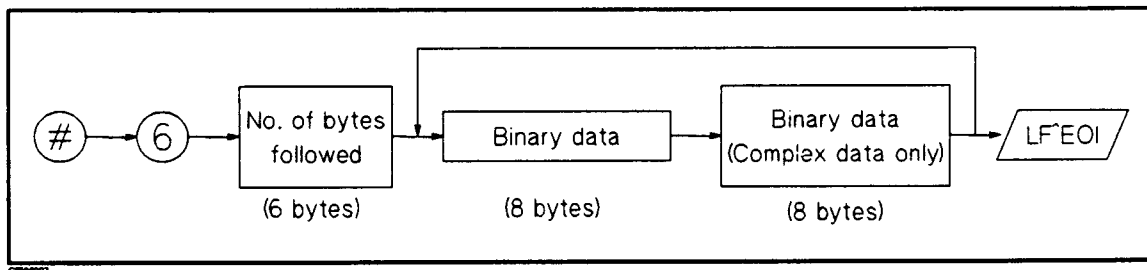 #
6
No. of bytes
followed
(6 bytes)
Binary data
(8 bytes)
Binary data
(Complex data only)
(8 bytes)
LF^EOI